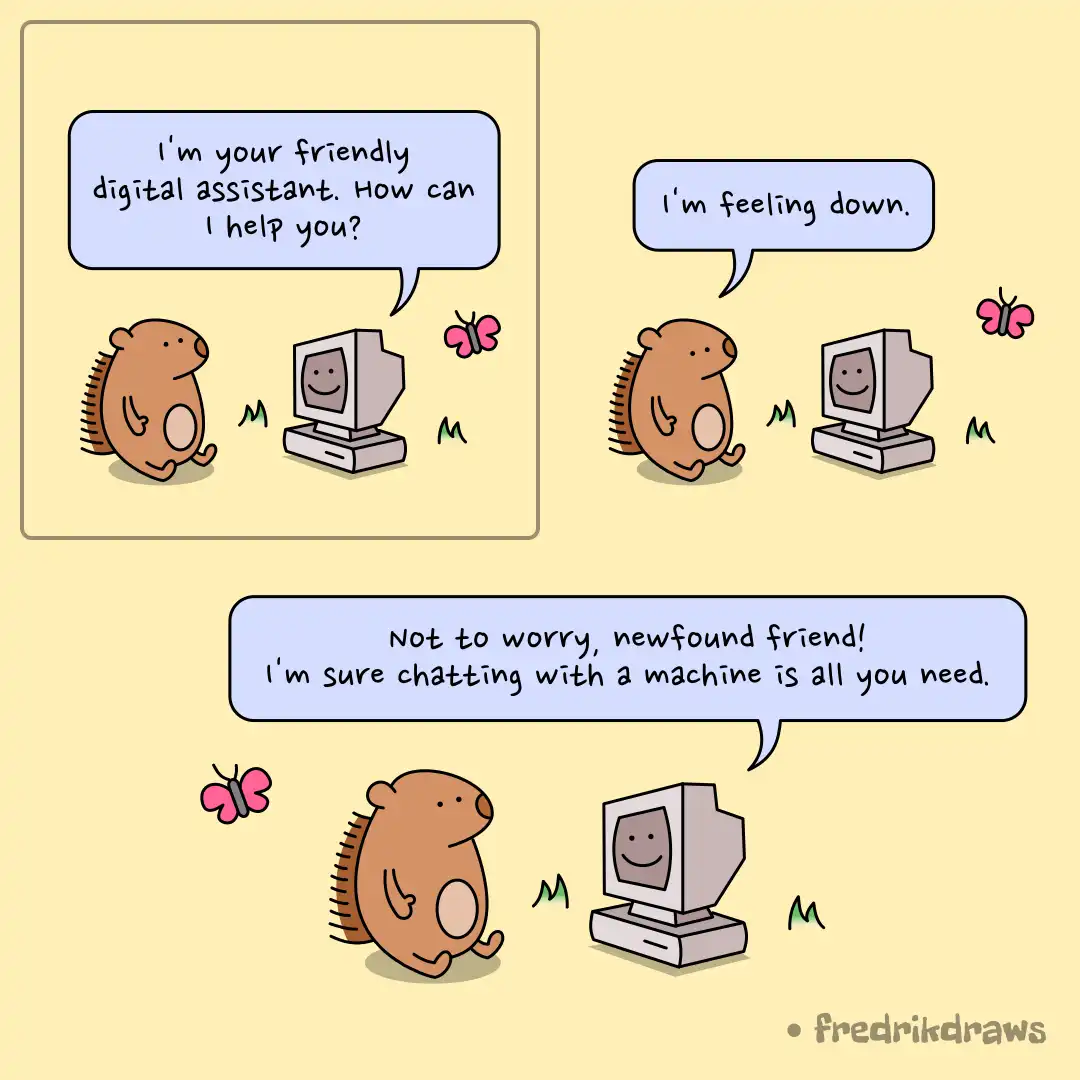 I'm your friendly
digital assistant. How can
I help you?
I'm feeling down.
Not to worry, newfound friend!
I'm sure chatting with a machine is all you need.
• fredrikdraws